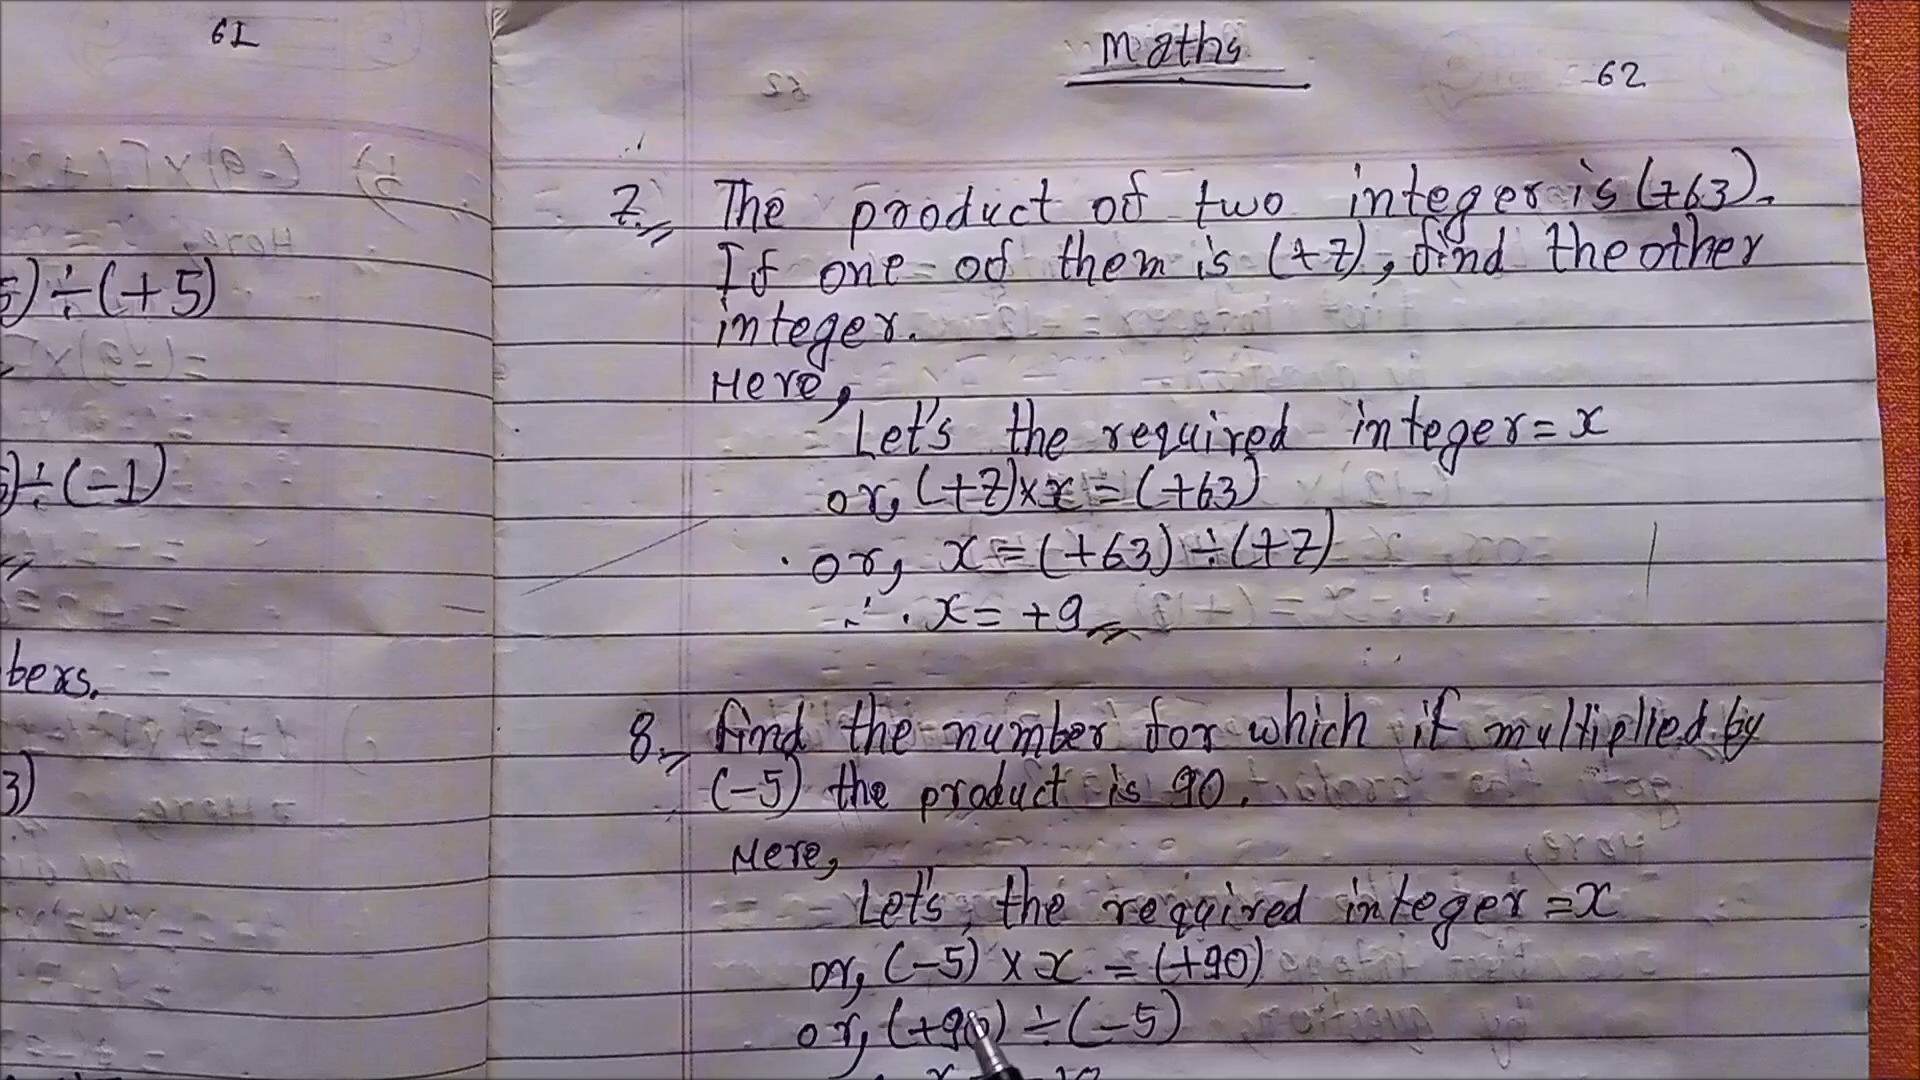 61
5) ÷ (+5)
) ÷ (-1)
bers.
3)
Maths
62
7. The product of two integer is (+63).
If one of them is (+7), find the other
integer.
Here,
Let's the required integer = x
or, (+7) × x = (+63)
or, x = (+63) ÷ (+7)
∴ x = +9
8. find the number for which if multiplied by
(-5) the product is 90.
Here,
Let's, the required integer = x
or, (-5) × x = (+90)
or, (+90) ÷ (-5)